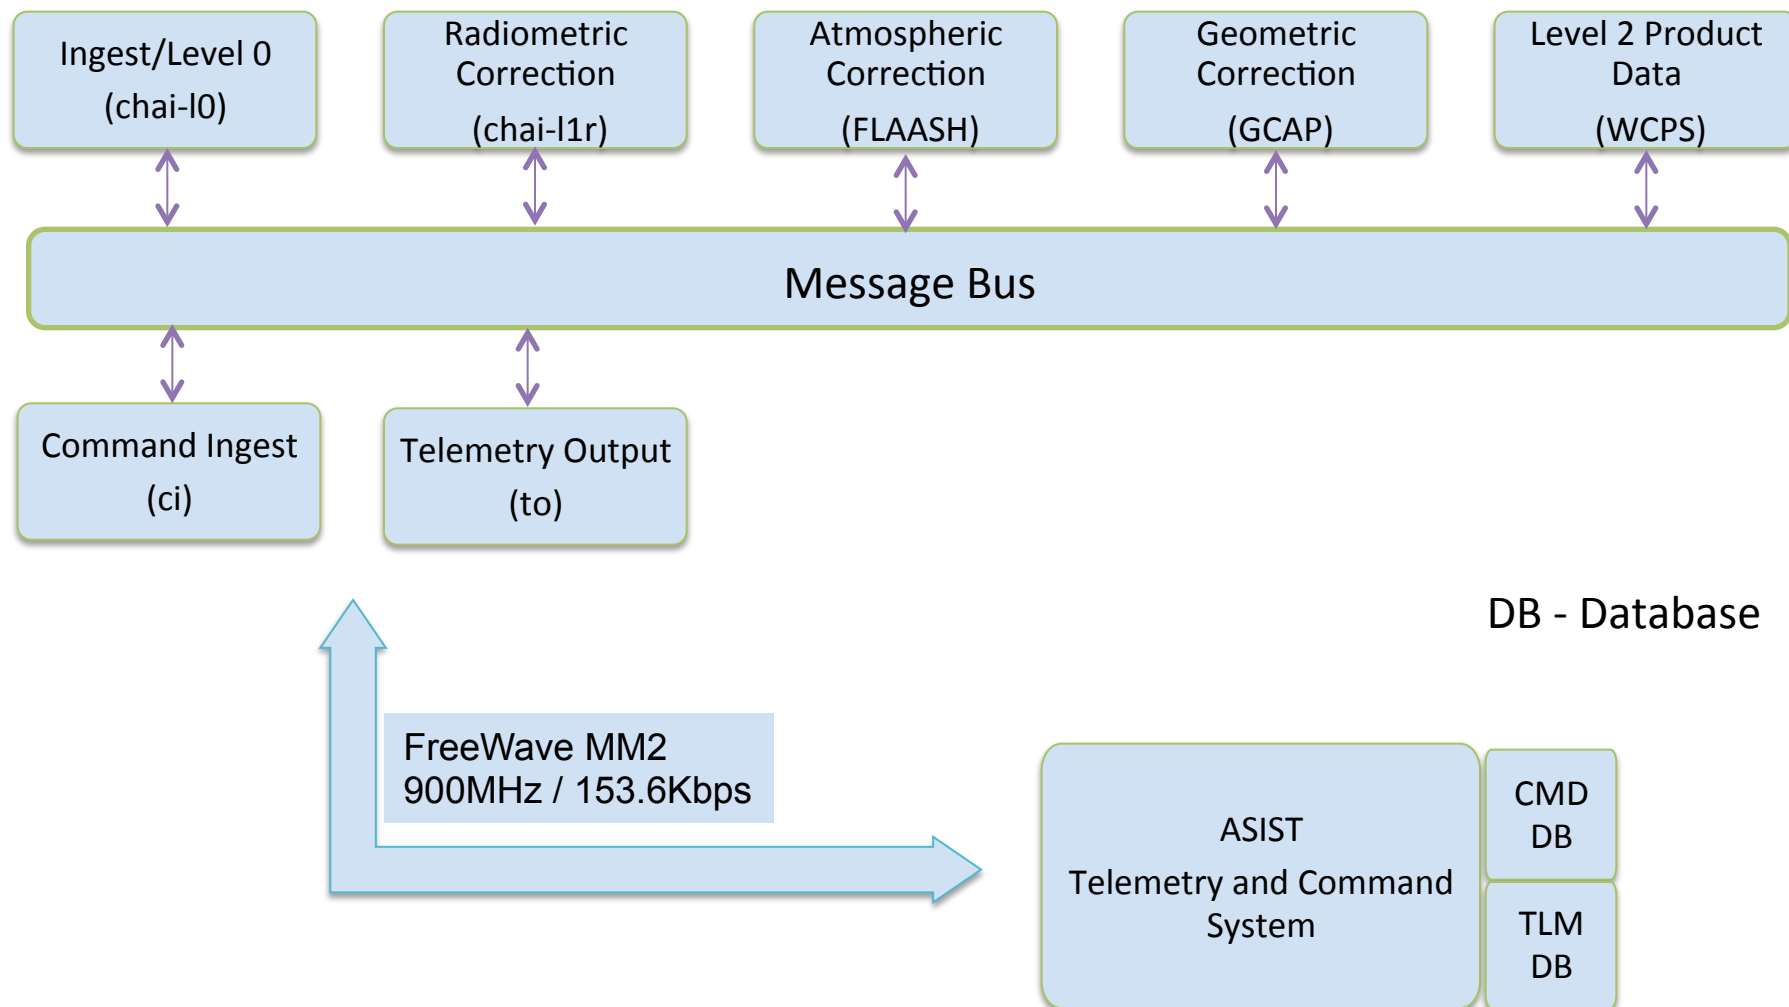 Ingest/Level 0
(chai-l0)
Radiometric
Correction
(chai-l1r)
Atmospheric
Correction
(FLAASH)
Geometric
Correction
(GCAP)
Level 2 Product
Data
(WCPS)
Message Bus
Command Ingest
(ci)
Telemetry Output
(to)
DB - Database
FreeWave MM2
900MHz / 153.6Kbps
ASIST
Telemetry and Command
System
CMD
DB
TLM
DB